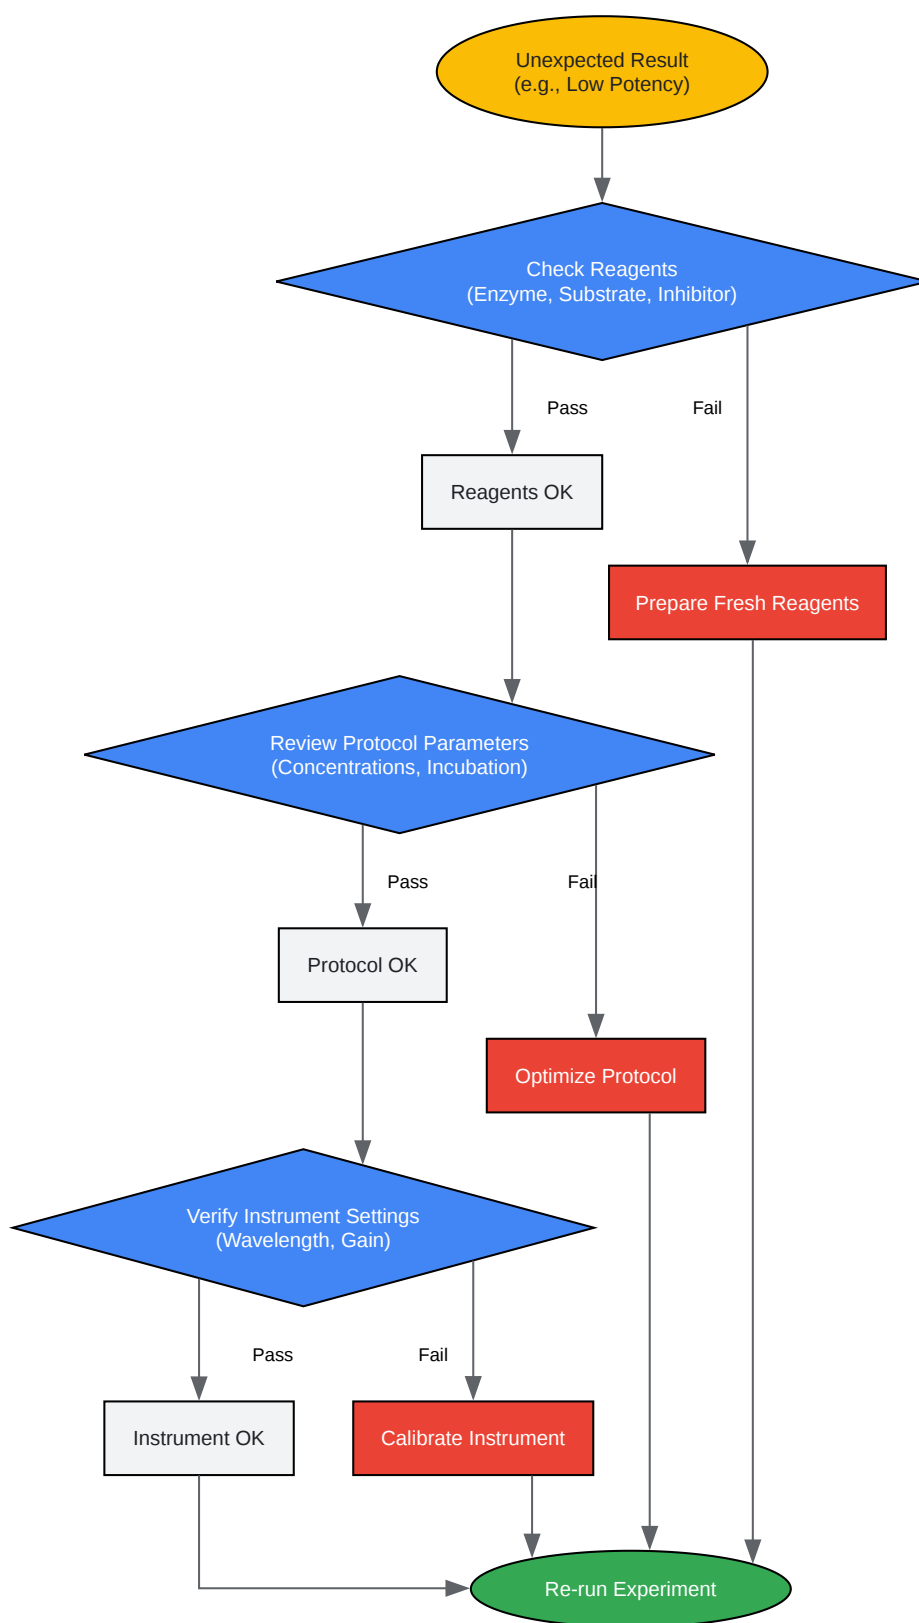 Unexpected Result
(e.g., Low Potency)
Check Reagents
(Enzyme, Substrate, Inhibitor)
Pass
Fail
Reagents OK
Prepare Fresh Reagents
Review Protocol Parameters
(Concentrations, Incubation)
Pass
Fail
Protocol OK
Optimize Protocol
Verify Instrument Settings
(Wavelength, Gain)
Pass
Fail
Instrument OK
Calibrate Instrument
Re-run Experiment